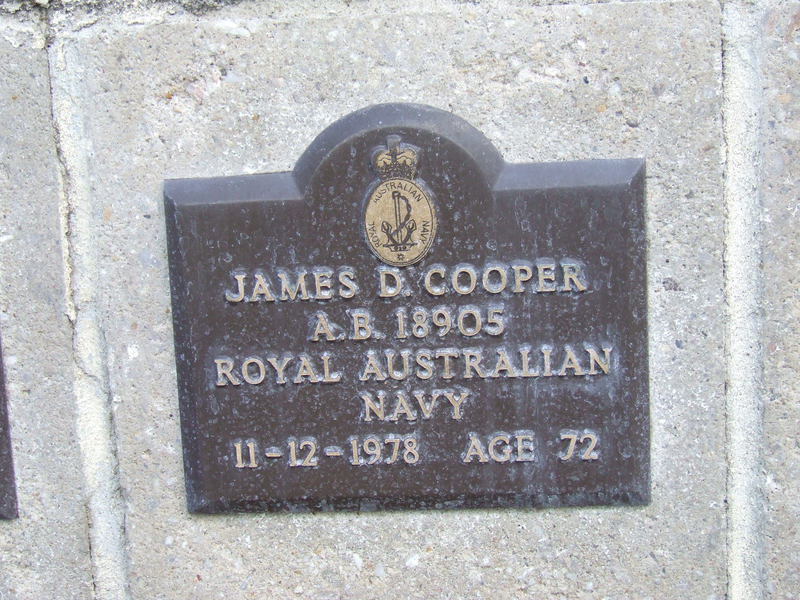 ROYAL AUSTRALIAN NAVY
JAMES D. COOPER
A.B. 18905
ROYAL AUSTRALIAN
NAVY
11-12-1978 AGE 72